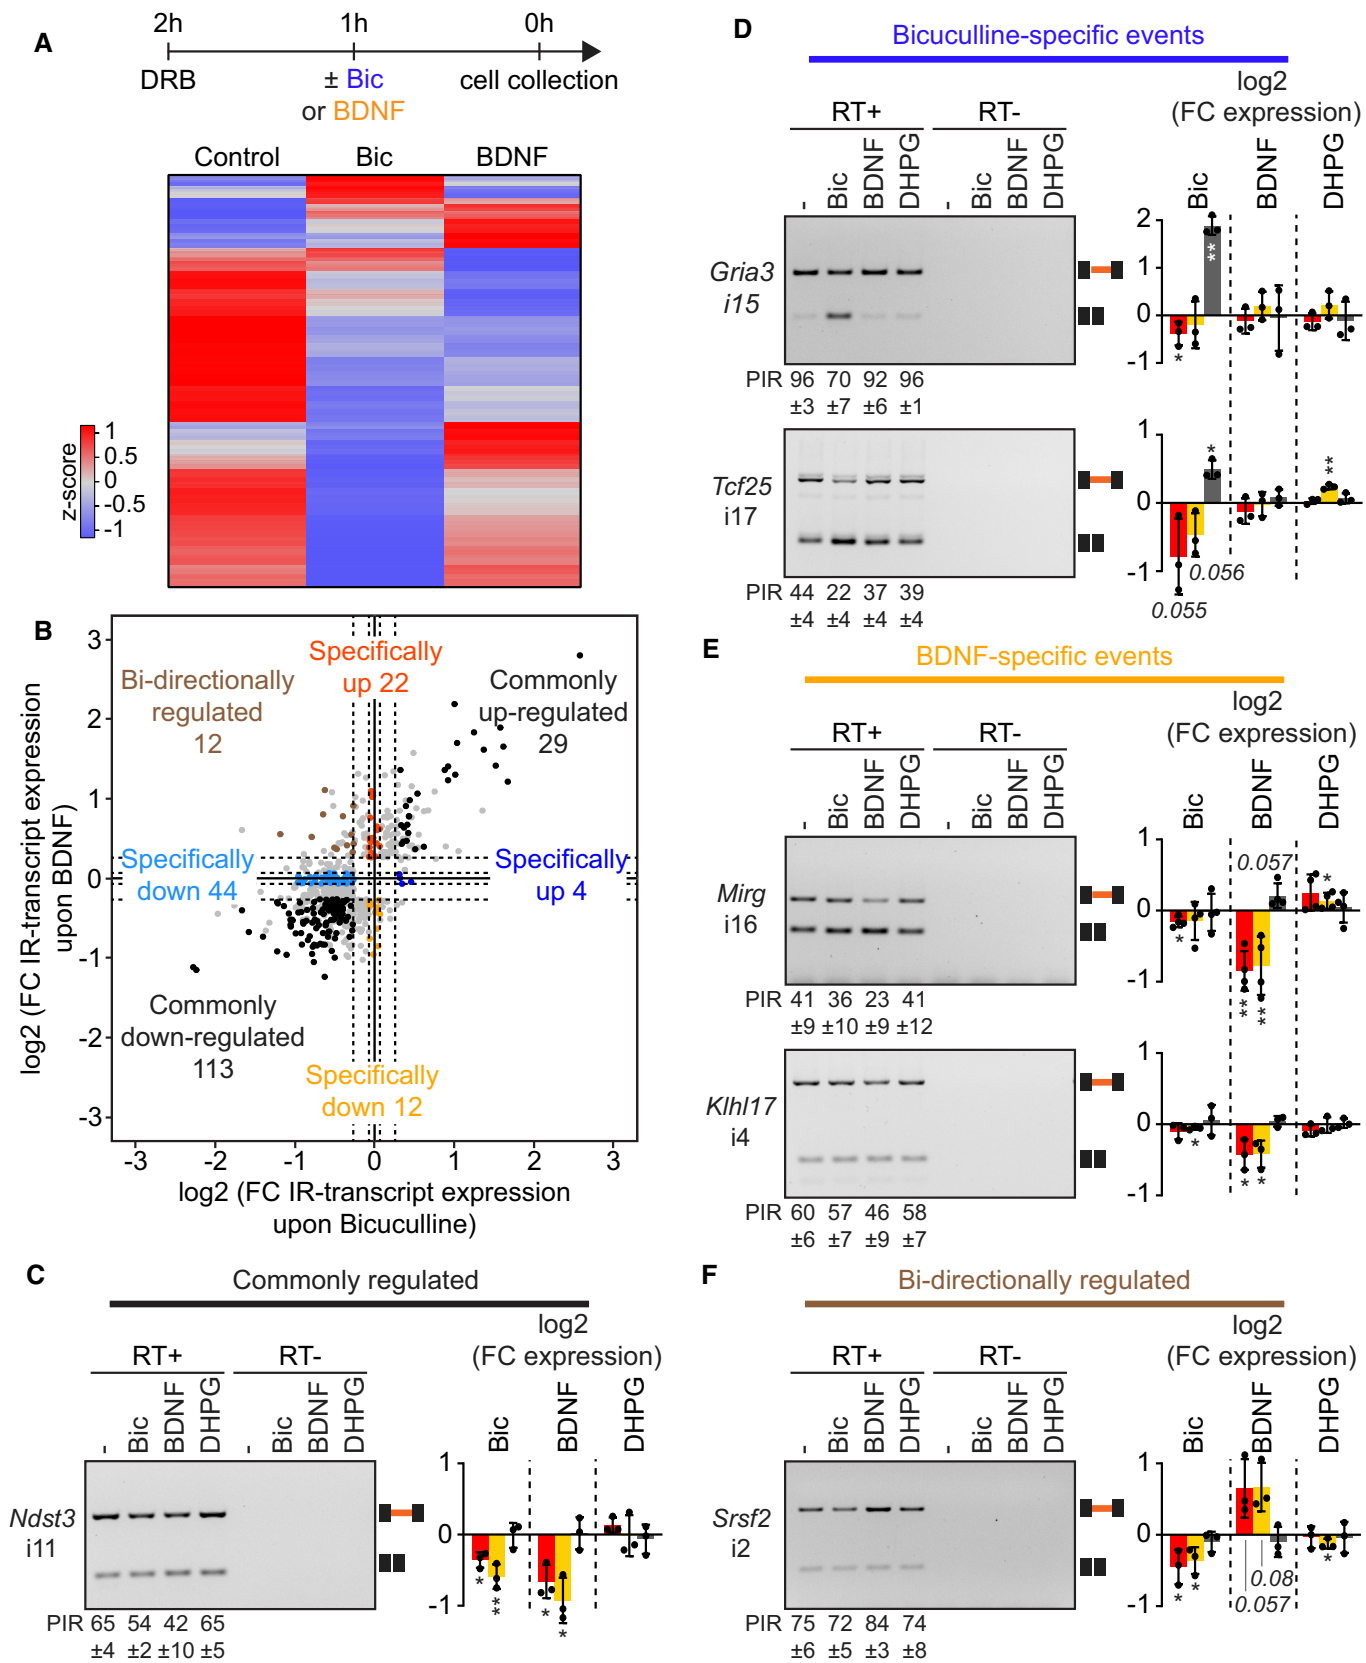 A
2h 1h 0h
DRB ± Bic cell collection
or BDNF
Control Bic BDNF
z-score
1
0.5
0
-0.5
-1
B
log2 (FC IR-transcript expression
upon BDNF)
3
2
1
0
-1
-2
-3
Specifically
up 22
Bi-directionally
regulated
12
Commonly
up-regulated
29
Specifically
down 44
Specifically
up 4
Commonly
down-regulated
113
Specifically
down 12
-3 -2 -1 0 1 2 3
log2 (FC IR-transcript expression
upon Bicuculline)
C
Commonly regulated
log2
(FC expression)
RT+ RT-
- Bic BDNF DHPG - Bic BDNF DHPG
Bic BDNF DHPG
Ndst3
i11
1
0
-1
* ** * *
PIR 65 54 42 65
±4 ±2 ±10 ±5
D
Bicuculline-specific events
log2
(FC expression)
RT+ RT-
- Bic BDNF DHPG - Bic BDNF DHPG
Bic BDNF DHPG
Gria3
i15
2
1
0
-1
* **
PIR 96 70 92 96
±3 ±7 ±6 ±1
Tcf25
i17
1
0
-1
* **
0.056
0.055
PIR 44 22 37 39
±4 ±4 ±4 ±4
E
BDNF-specific events
log2
(FC expression)
RT+ RT-
- Bic BDNF DHPG - Bic BDNF DHPG
Bic BDNF DHPG
Mirg
i16
1
0
-1
0.057
* ** ** *
PIR 41 36 23 41
±9 ±10 ±9 ±12
Klhl17
i4
1
0
-1
* * *
PIR 60 57 46 58
±6 ±7 ±9 ±7
F
Bi-directionally regulated
log2
(FC expression)
RT+ RT-
- Bic BDNF DHPG - Bic BDNF DHPG
Bic BDNF DHPG
Srsf2
i2
1
0
-1
* * *
0.08
0.057
PIR 75 72 84 74
±6 ±5 ±3 ±8